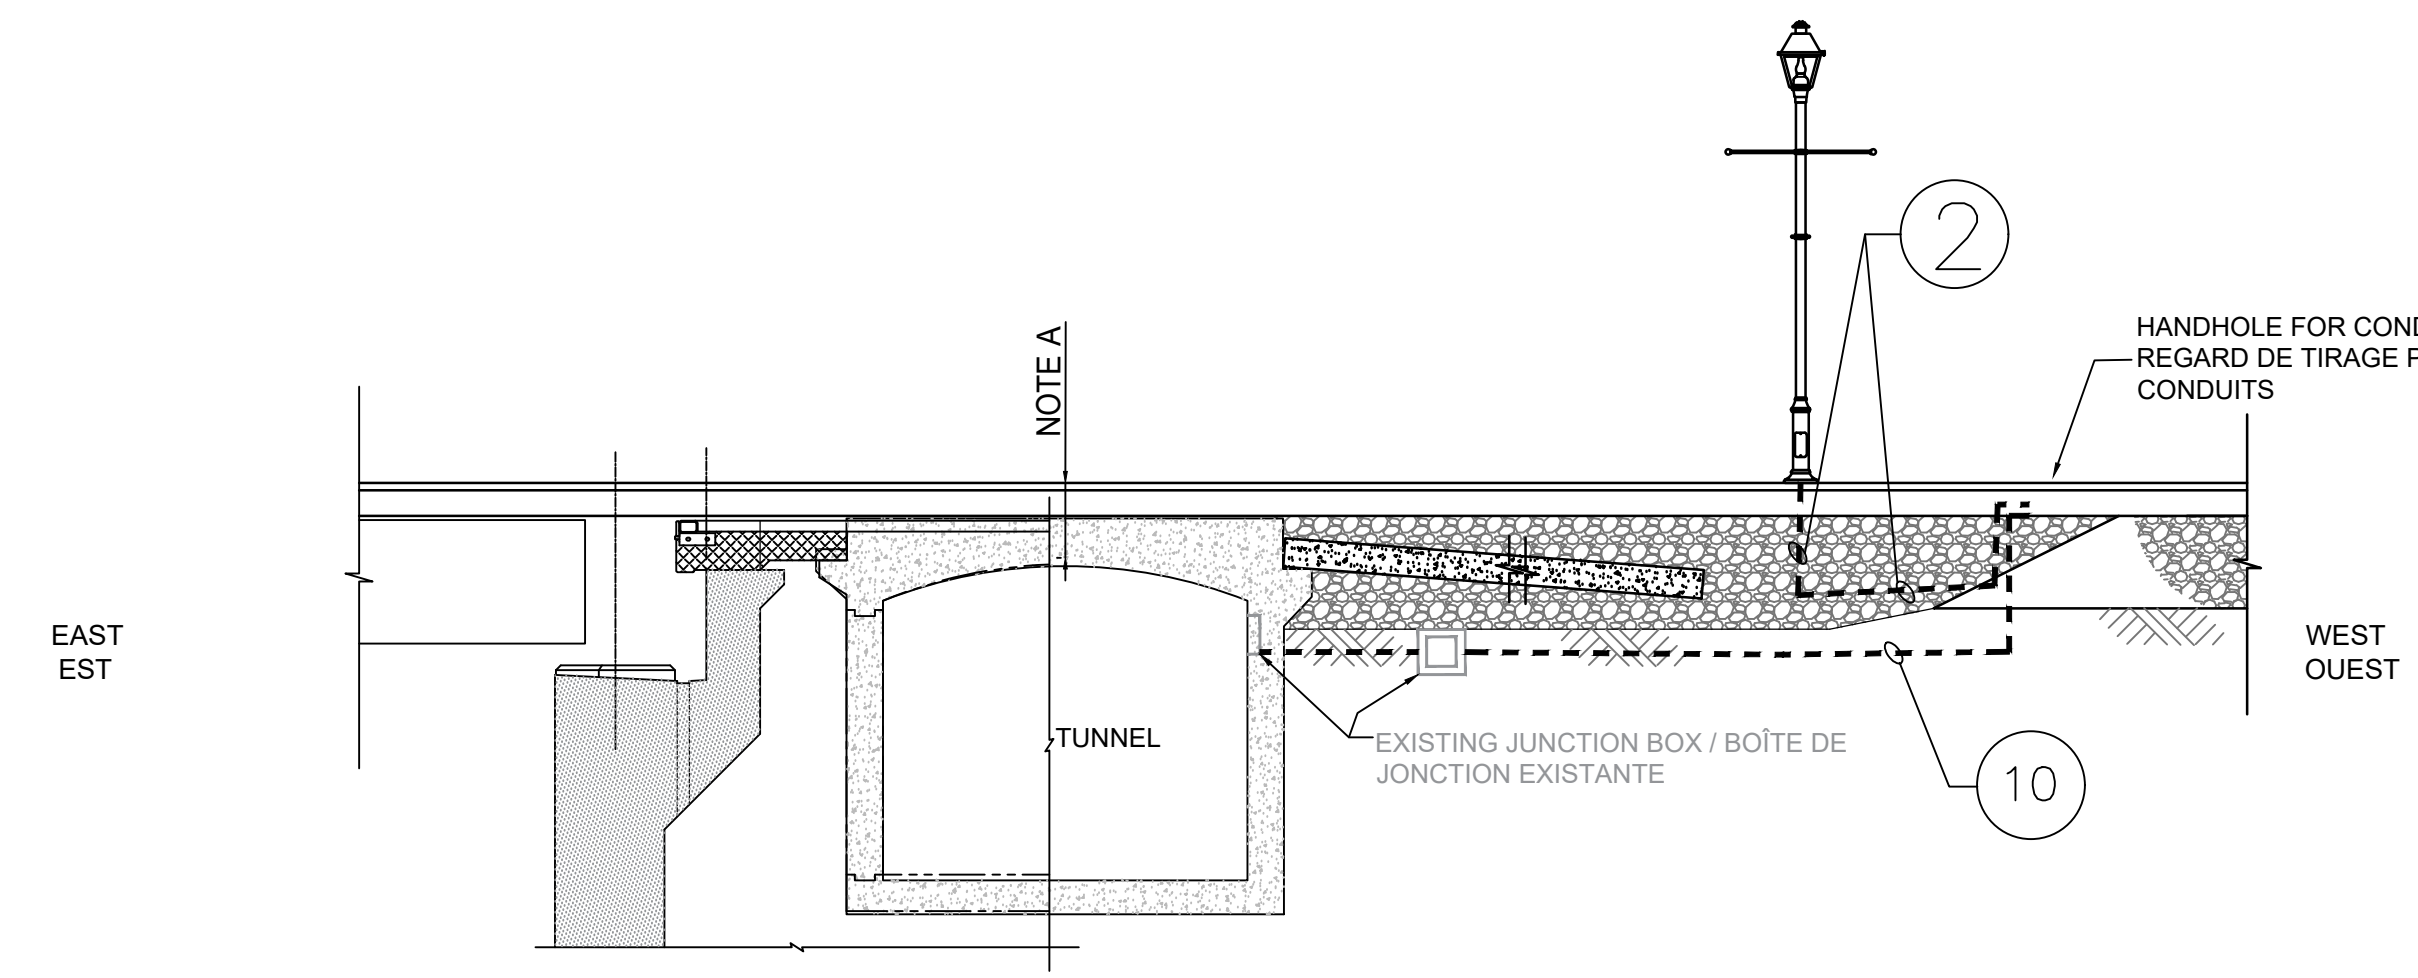 2
HANDHOLE FOR
REGARD DE TIRAGE
CONDUITS
NOTE A
EAST
EST
WEST
OUEST
TUNNEL
EXISTING JUNCTION BOX / BOÎTE DE
JONCTION EXISTANTE
10